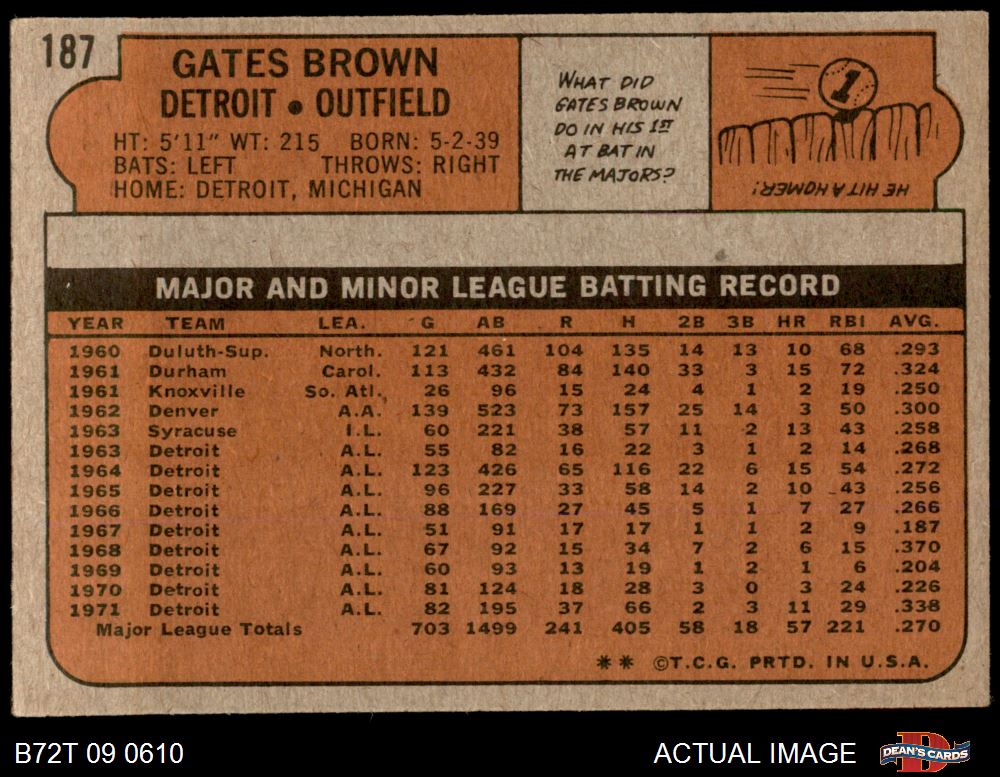 187
GATES BROWN
DETROIT • OUTFIELD
HT: 5'11" WT: 215 BORN: 5-2-39
BATS: LEFT THROWS: RIGHT
HOME: DETROIT, MICHIGAN
WHAT DID
GATES BROWN
DO IN HIS 1ST
AT BAT IN
THE MAJORS?
1
HE HIT A HOMER!
MAJOR AND MINOR LEAGUE BATTING RECORD
YEAR TEAM LEA. G AB R H 2B 3B HR RBI AVG.
1960 Duluth-Sup. North. 121 461 104 135 14 13 10 68 .293
1961 Durham Carol. 113 432 84 140 33 3 15 72 .324
1961 Knoxville So. Atl. 26 96 15 24 4 1 2 19 .250
1962 Denver A.A. 139 523 73 157 25 14 3 50 .300
1963 Syracuse I.L. 60 221 38 57 11 2 13 43 .258
1963 Detroit A.L. 55 82 16 22 3 1 2 14 .268
1964 Detroit A.L. 123 426 65 116 22 6 15 54 .272
1965 Detroit A.L. 96 227 33 58 14 2 10 43 .256
1966 Detroit A.L. 88 169 27 45 5 1 7 27 .266
1967 Detroit A.L. 51 91 17 17 1 1 2 9 .187
1968 Detroit A.L. 67 92 15 34 7 2 6 15 .370
1969 Detroit A.L. 60 93 13 19 1 2 1 6 .204
1970 Detroit A.L. 81 124 18 28 3 0 3 24 .226
1971 Detroit A.L. 82 195 37 66 2 3 11 29 .338
Major League Totals 703 1499 241 405 58 18 57 221 .270
** ©T.C.G. PRTD. IN U.S.A.
B72T 09 0610
ACTUAL IMAGE
D
DEAN'S CARDS